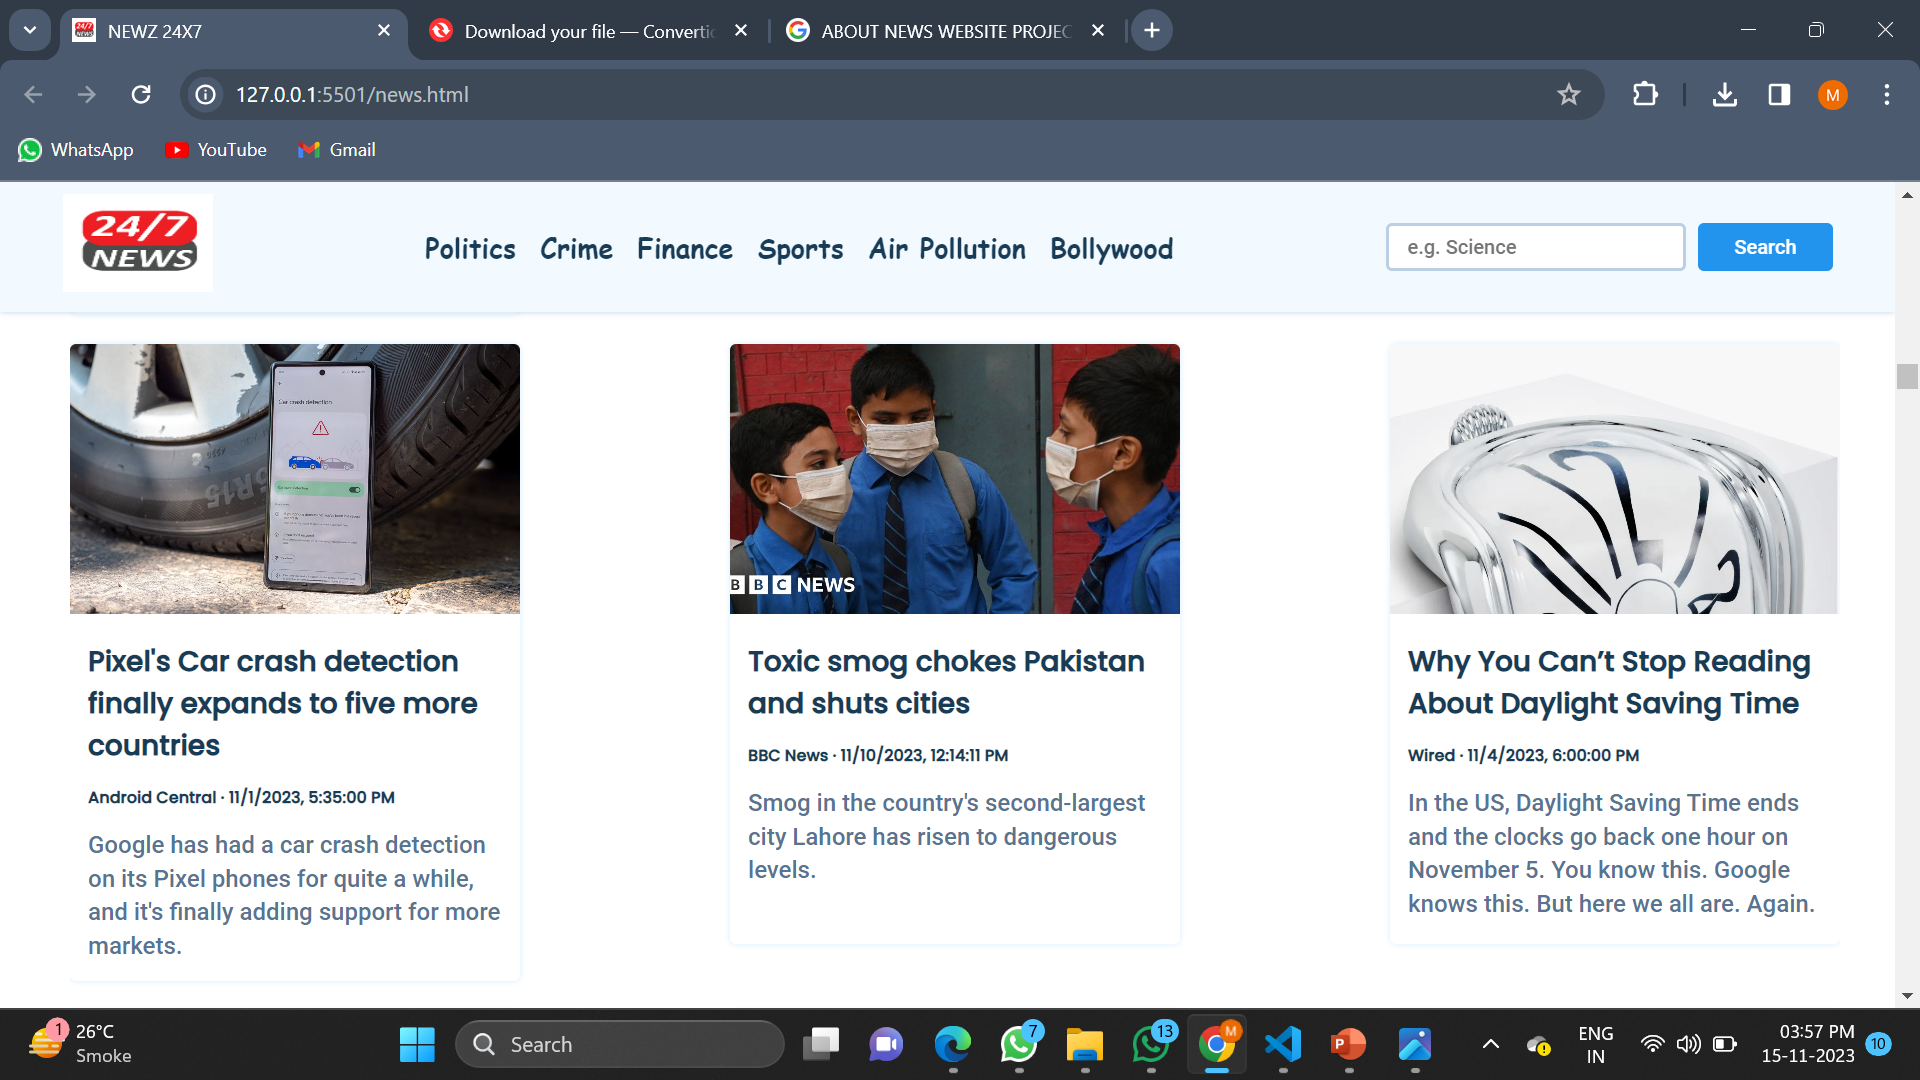 NEWZ 24X7
Download your file — Convertic
ABOUT NEWS WEBSITE PROJEC
127.0.0.1:5501/news.html
M
WhatsApp
YouTube
Gmail
24/7
NEWS
Politics Crime Finance Sports Air Pollution Bollywood
e.g. Science
Search
Car crash detection
BBC NEWS
Pixel's Car crash detection
finally expands to five more
countries
Android Central · 11/1/2023, 5:35:00 PM
Google has had a car crash detection
on its Pixel phones for quite a while,
and it's finally adding support for more
markets.
Toxic smog chokes Pakistan
and shuts cities
BBC News · 11/10/2023, 12:14:11 PM
Smog in the country's second-largest
city Lahore has risen to dangerous
levels.
Why You Can’t Stop Reading
About Daylight Saving Time
Wired · 11/4/2023, 6:00:00 PM
In the US, Daylight Saving Time ends
and the clocks go back one hour on
November 5. You know this. Google
knows this. But here we all are. Again.
1
26°C
Smoke
Search
7
13
M
P
ENG
IN
03:57 PM
15-11-2023
10